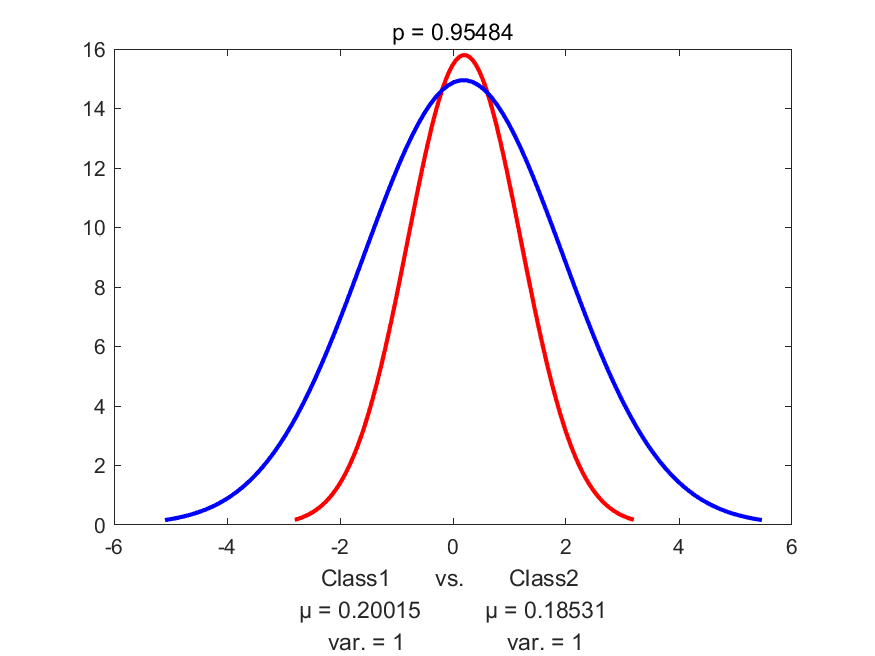 p = 0.95484
16
14
12
10
8
6
4
2
0
-6 -4 -2 0 2 4 6
Class1 vs. Class2
μ = 0.20015 μ = 0.18531
var. = 1 var. = 1